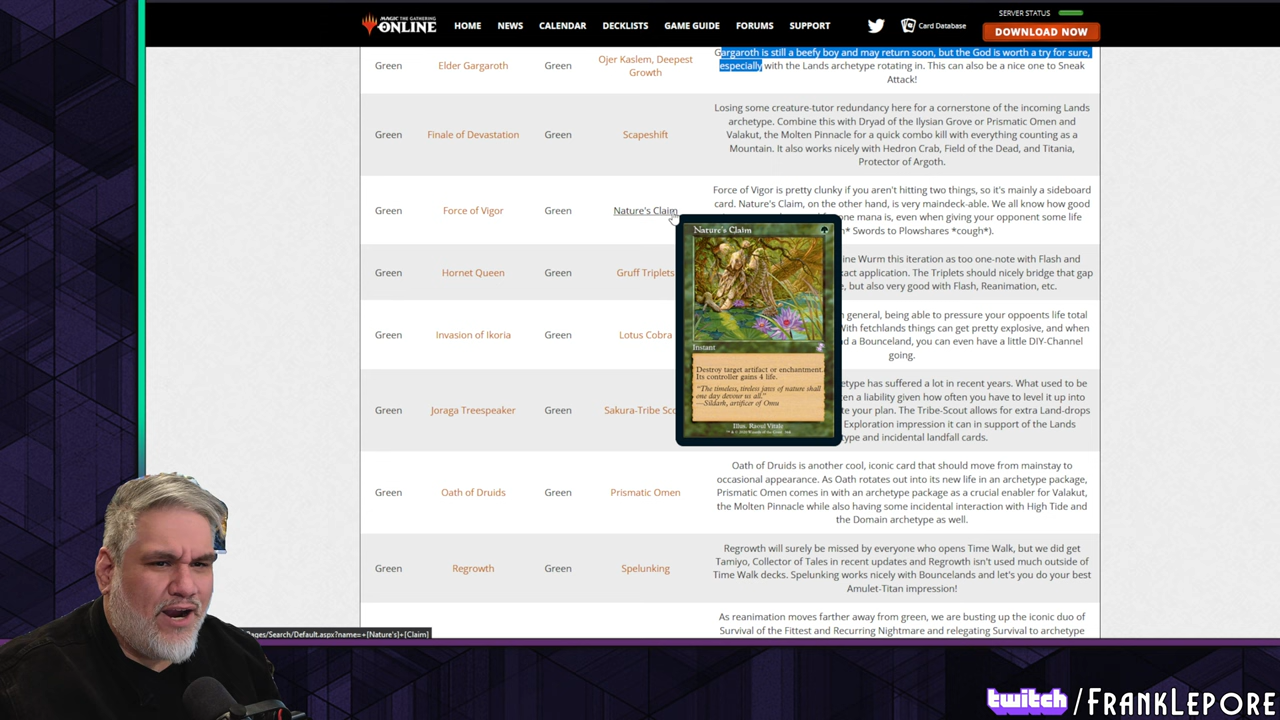 MAGIC THE GATHERING
ONLINE
HOME
NEWS
CALENDAR
DECKLISTS
GAME GUIDE
FORUMS
SUPPORT
Card Database
SERVER STATUS
DOWNLOAD NOW
Green
Elder Gargaroth
Green
Ojer Kaslem, Deepest
Growth
Gargaroth is still a beefy boy and may return soon, but the God is worth a try for sure,
especially with the Lands archetype rotating in. This can also be a nice one to Sneak
Attack!
Green
Finale of Devastation
Green
Scapeshift
Losing some creature-tutor redundancy here for a cornerstone of the incoming Lands
archetype. Combine this with Dryad of the Ilysian Grove or Prismatic Omen and
Valakut, the Molten Pinnacle for a quick combo kill with everything counting as a
Mountain. It also works nicely with Hedron Crab, Field of the Dead, and Titania,
Protector of Argoth.
Green
Force of Vigor
Green
Nature's Claim
Force of Vigor is pretty clunky if you aren't hitting two things, so it's mainly a sideboard
card. Nature's Claim, on the other hand, is very maindeck-able. We all know how good
one mana is, even when giving your opponent some life
Swords to Plowshares *cough*).
Green
Hornet Queen
Green
Gruff Triplets
Wurm this iteration as too one-note with Flash and
application. The Triplets should nicely bridge that gap
but also very good with Flash, Reanimation, etc.
Green
Invasion of Ikoria
Green
Lotus Cobra
general, being able to pressure your oppoents life total
With fetchlands things can get pretty explosive, and when
a Bounceland, you can even have a little DIY-Channel
going.
Green
Joraga Treespeaker
Green
Sakura-Tribe
has suffered a lot in recent years. What used to be
a liability given how often you have to level it up into
your plan. The Tribe-Scout allows for extra Land-drops
Exploration impression it can in support of the Lands
and incidental landfall cards.
Green
Oath of Druids
Green
Prismatic Omen
Oath of Druids is another cool, iconic card that should move from mainstay to
occasional appearance. As Oath rotates out into its new life in an archetype package,
Prismatic Omen comes in with an archetype package as a crucial enabler for Valakut,
the Molten Pinnacle while also having some incidental interaction with High Tide and
the Domain archetype as well.
Green
Regrowth
Green
Spelunking
Regrowth will surely be missed by everyone who opens Time Walk, but we did get
Tamiyo, Collector of Tales in recent updates and Regrowth isn't used much outside of
Time Walk decks. Spelunking works nicely with Bouncelands and let's you do your best
Amulet-Titan impression!
As reanimation moves farther away from green, we are busting up the iconic duo of
Survival of the Fittest and Recurring Nightmare and relegating Survival to archetype
Nature's Claim
Instant
Destroy target artifact or enchantment.
Its controller gains 4 life.
"The timeless, tireless jaws of nature shall
one day devour us all."
—Sildark, artificer of Omu
Illus. Raoul Vitale
ages/Search/Default.aspx?name=+[Nature's]+[Claim]
twitch/FRANKLEPORE